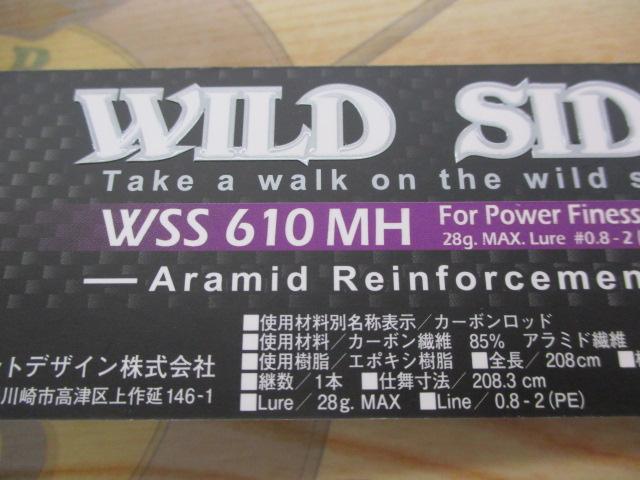 WILD SID
Take a walk on the wild s
WSS 610 MH For Power Finess
28g. MAX. Lure #0.8 - 2
— Aramid Reinforcemen
■使用材料別名称表示／カーボンロッド
■使用材料／カーボン繊維 85% アラミド繊維
ットデザイン株式会社 ■使用樹脂／エポキシ樹脂 ■全長／208cm ■
川崎市高津区上作延146-1 ■継数／1本 ■仕舞寸法／208.3 cm
■Lure／28g. MAX ■Line／0.8 - 2 (PE)